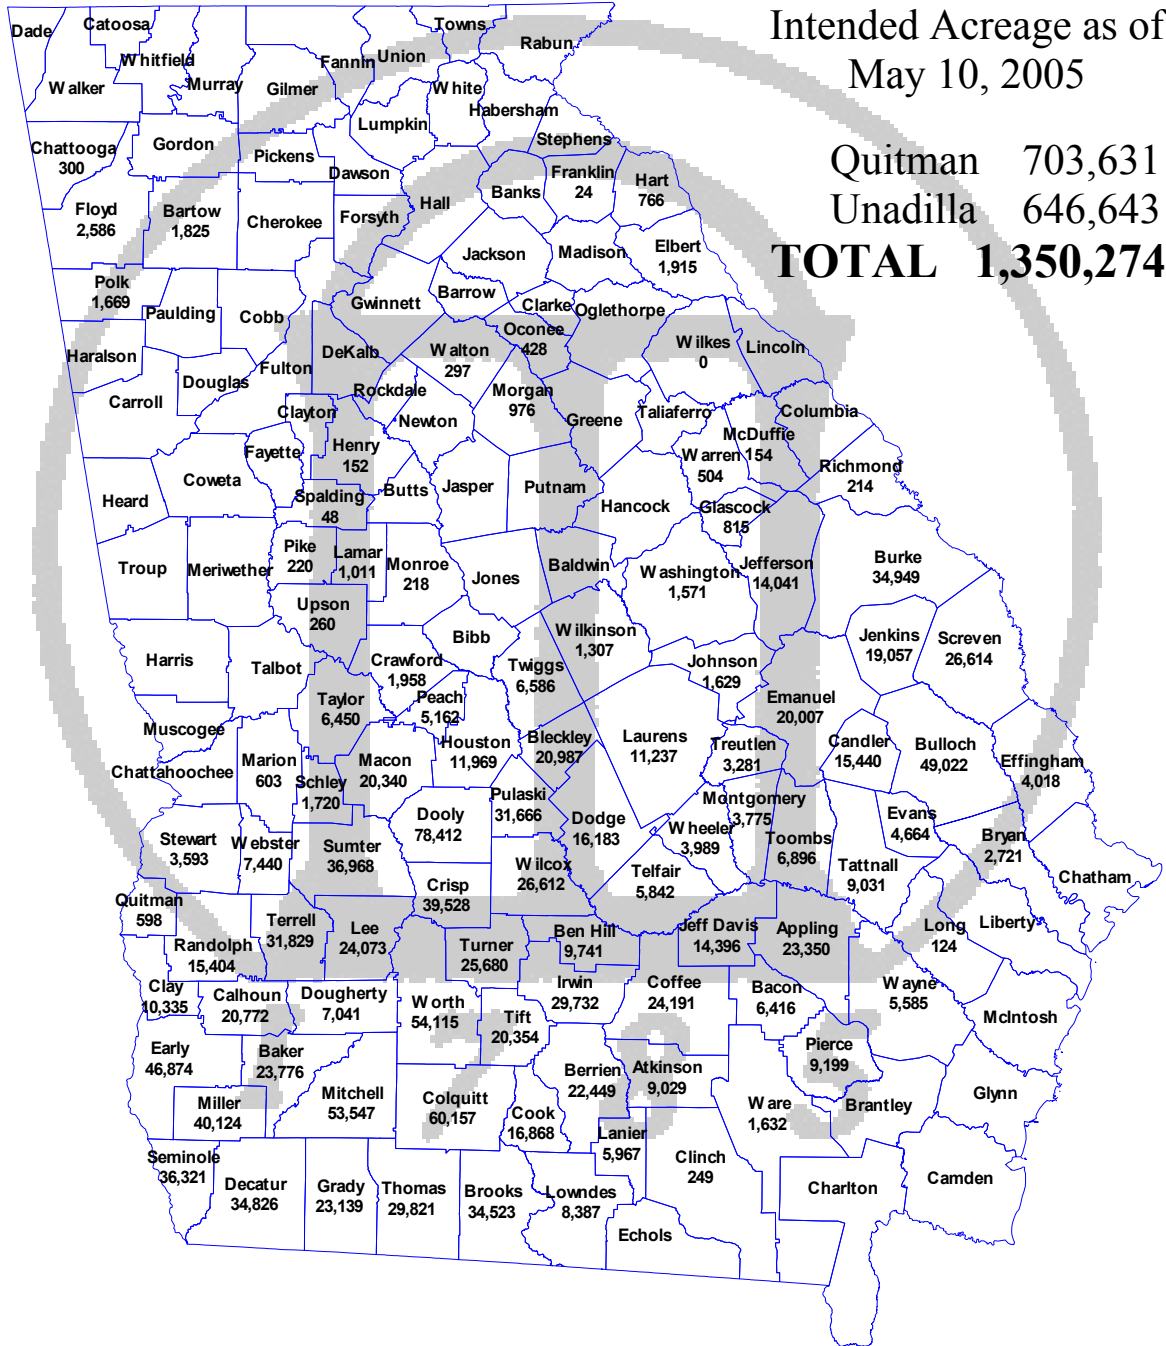 Intended Acreage as of
May 10, 2005
Quitman 703,631
Unadilla 646,643
TOTAL 1,350,274
Dade
Catoosa
Whitfield
Walker
Murray
Gilmer
Fannin
Union
Towns
Rabun
White
Habersham
Lumpkin
Stephens
Chattooga
300
Gordon
Pickens
Dawson
Franklin
24
Hart
766
Banks
Hall
Floyd
2,586
Bartow
1,825
Cherokee
Forsyth
Jackson
Madison
Elbert
1,915
Polk
1,669
Paulding
Cobb
Gwinnett
Barrow
Clarke
Oglethorpe
Oconee
428
Wilkes
0
Lincoln
Haralson
Douglas
Fulton
DeKalb
Walton
297
Rockdale
Morgan
976
Carroll
Clayton
Newton
Greene
Taliaferro
Columbia
McDuffie
154
Fayette
Henry
152
Warren
504
Richmond
214
Heard
Coweta
Spalding
48
Butts
Jasper
Putnam
Hancock
Glascock
815
Troup
Meriwether
Pike
220
Lamar
1,011
Monroe
218
Jones
Baldwin
Washington
1,571
Jefferson
14,041
Burke
34,949
Upson
260
Bibb
Wilkinson
1,307
Jenkins
19,057
Screven
26,614
Harris
Talbot
Crawford
1,958
Twiggs
6,586
Johnson
1,629
Taylor
6,450
Peach
5,162
Emanuel
20,007
Muscogee
Chattahoochee
Marion
603
Schley
1,720
Macon
20,340
Houston
11,969
Bleckley
20,987
Laurens
11,237
Treutlen
3,281
Candler
15,440
Bulloch
49,022
Effingham
4,018
Pulaski
31,666
Montgomery
3,775
Stewart
3,593
Webster
7,440
Sumter
36,968
Dooly
78,412
Dodge
16,183
Wheeler
3,989
Toombs
6,896
Evans
4,664
Bryan
2,721
Crisp
39,528
Wilcox
26,612
Telfair
5,842
Tattnall
9,031
Chatham
Quitman
598
Randolph
15,404
Terrell
31,829
Lee
24,073
Turner
25,680
Ben Hill
9,741
Jeff Davis
14,396
Appling
23,350
Long
124
Liberty
Clay
10,335
Calhoun
20,772
Dougherty
7,041
Worth
54,115
Tift
20,354
Irwin
29,732
Coffee
24,191
Bacon
6,416
Wayne
5,585
McIntosh
Early
46,874
Baker
23,776
Mitchell
53,547
Colquitt
60,157
Cook
16,868
Berrien
22,449
Atkinson
9,029
Pierce
9,199
Miller
40,124
Ware
1,632
Brantley
Glynn
Lanier
5,967
Seminole
36,321
Decatur
34,826
Grady
23,139
Thomas
29,821
Brooks
34,523
Lowndes
8,387
Clinch
249
Charlton
Camden
Echols
1785